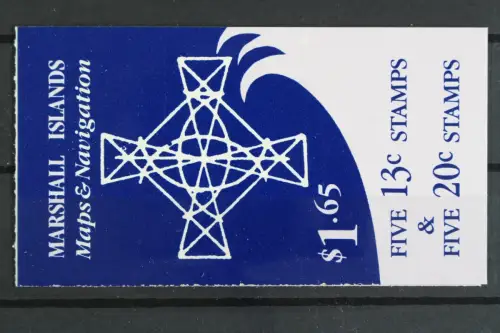 MARSHALL ISLANDS
Maps & Navigation
$1.65
FIVE 13c STAMPS
&
FIVE 20c STAMPS